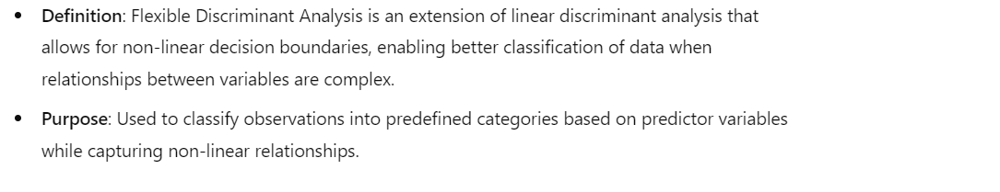 • Definition: Flexible Discriminant Analysis is an extension of linear discriminant analysis that
allows for non-linear decision boundaries, enabling better classification of data when
relationships between variables are complex.
• Purpose: Used to classify observations into predefined categories based on predictor variables
while capturing non-linear relationships.